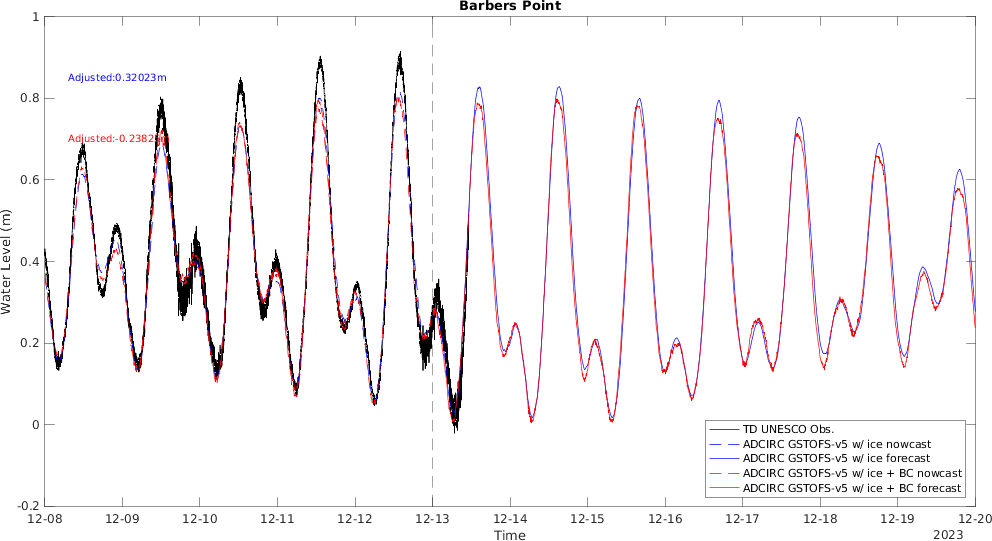 Barbers Point
Water Level (m)
1
0.8
0.6
0.4
0.2
0
-0.2
Adjusted:0.32023m
Adjusted:-0.2382
TD UNESCO Obs.
ADCIRC GSTOFS-v5 w/ ice nowcast
ADCIRC GSTOFS-v5 w/ ice forecast
ADCIRC GSTOFS-v5 w/ ice + BC nowcast
ADCIRC GSTOFS-v5 w/ ice + BC forecast
12-08 12-09 12-10 12-11 12-12 12-13 12-14 12-15 12-16 12-17 12-18 12-19 12-20
Time
2023